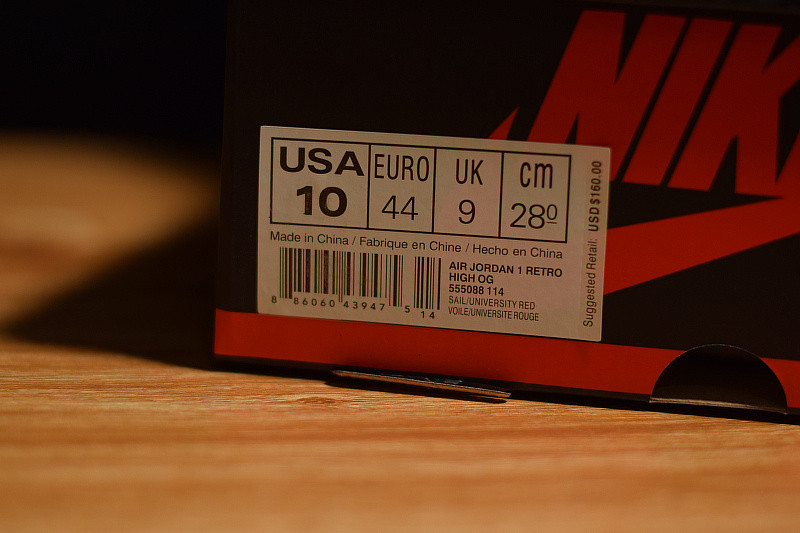 NIK
USA EURO UK cm
10 44 9 28º
Made in China / Fabrique en Chine / Hecho en China
AIR JORDAN 1 RETRO
HIGH OG
555088 114
SAIL/UNIVERSITY RED
VOILE/UNIVERSITE ROUGE
8 86060 43947 5 14
Suggested Retail: USD $160.00